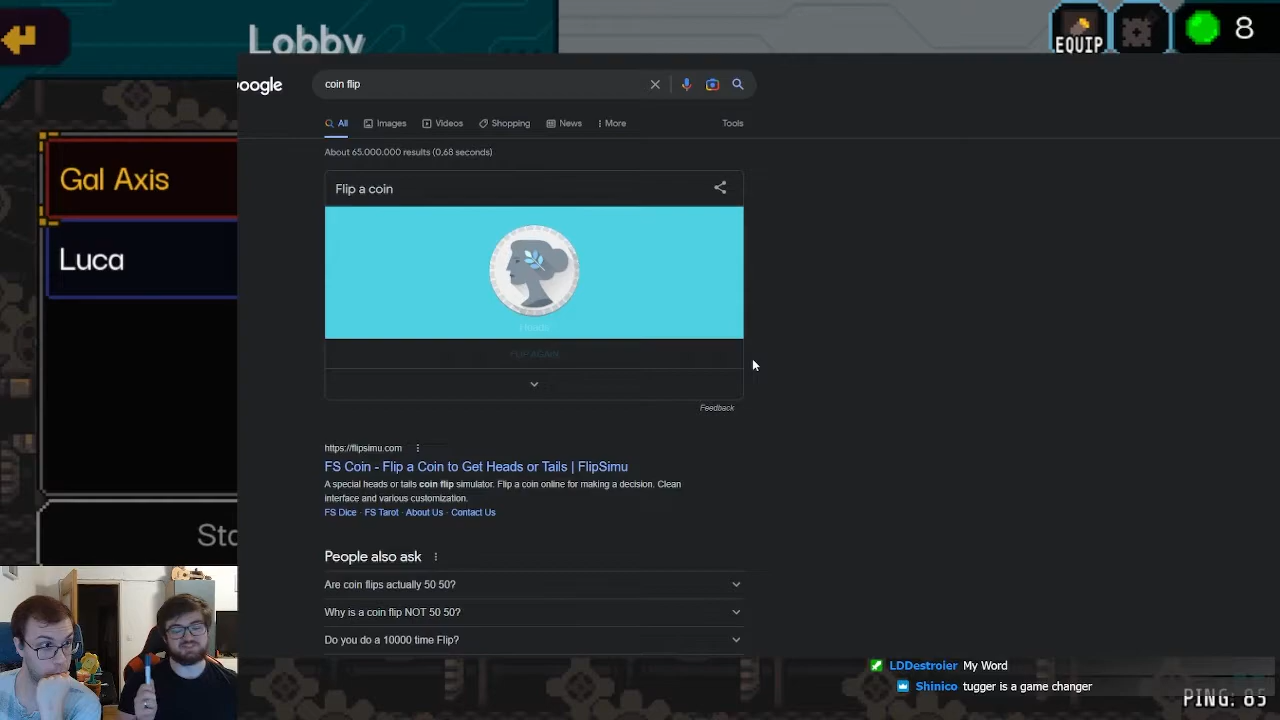 Lobby
EQUIP
8
oogle
coin flip
All
Images
Videos
Shopping
News
More
Tools
About 65.000.000 results (0,68 seconds)
Gal Axis
Flip a coin
Luca
Heads
FLIP AGAIN
Feedback
https://flipsimu.com
FS Coin - Flip a Coin to Get Heads or Tails | FlipSimu
A special heads or tails coin flip simulator. Flip a coin online for making a decision. Clean
interface and various customization.
FS Dice · FS Tarot · About Us · Contact Us
Sto
People also ask
Are coin flips actually 50 50?
Why is a coin flip NOT 50 50?
Do you do a 10000 time Flip?
LDDestroier My Word
Shinico tugger is a game changer
PING: 85